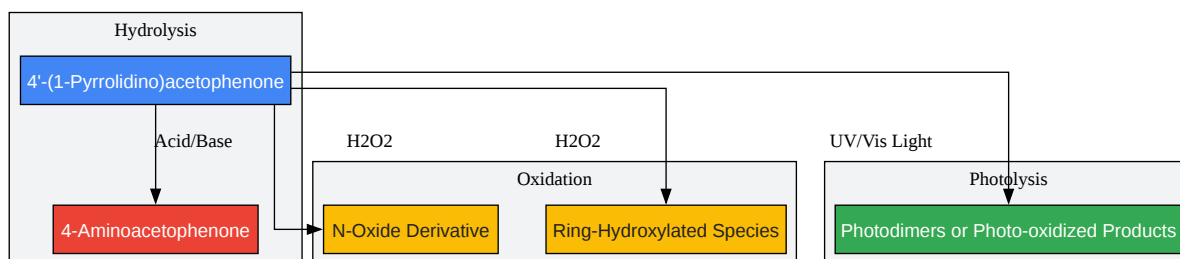 Hydrolysis
4'-(1-Pyrrolidino)acetophenone
Acid/Base
H2O2
H2O2
UV/Vis Light
Oxidation
Photolysis
4-Aminoacetophenone
N-Oxide Derivative
Ring-Hydroxylated Species
Photodimers or Photo-oxidized Products